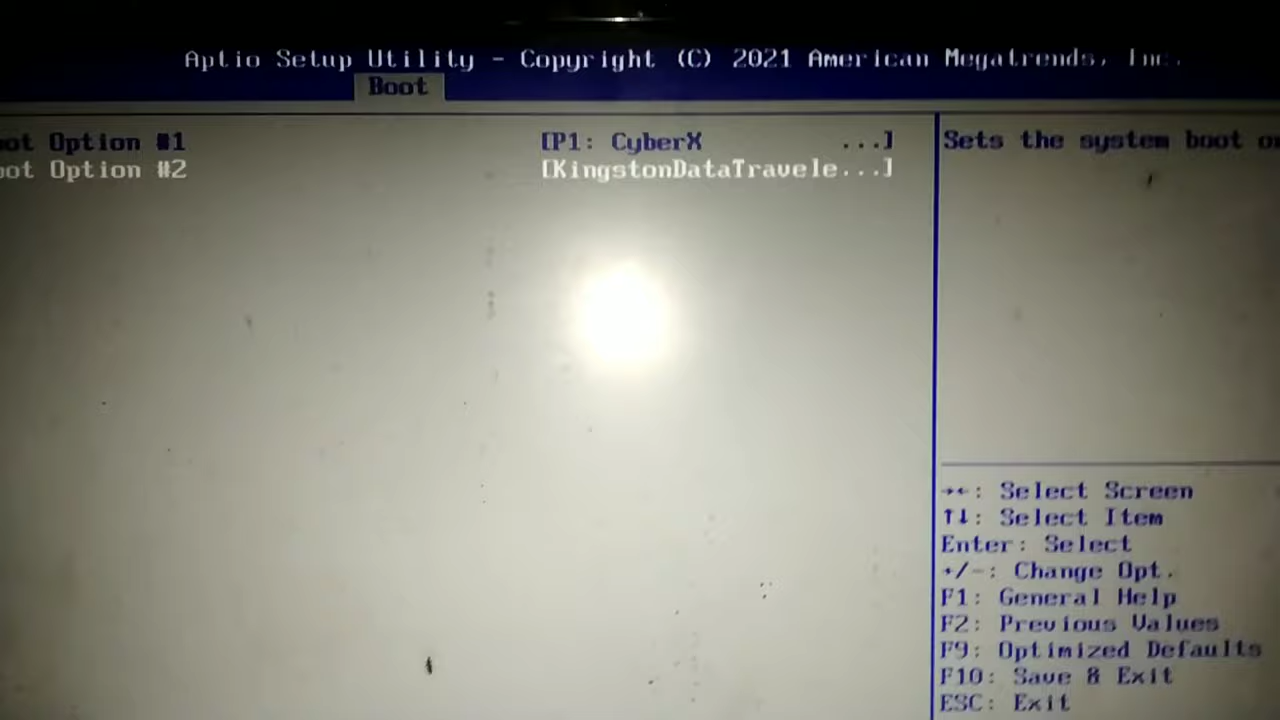 Aptio Setup Utility - Copyright (C) 2021 American Megatrends, Inc.
Boot
oot Option #1 [P1: CyberX ...]
oot Option #2 [KingstonDataTravele...]
Sets the system boot o
→←: Select Screen
↑↓: Select Item
Enter: Select
+/-: Change Opt.
F1: General Help
F2: Previous Values
F9: Optimized Defaults
F10: Save & Exit
ESC: Exit